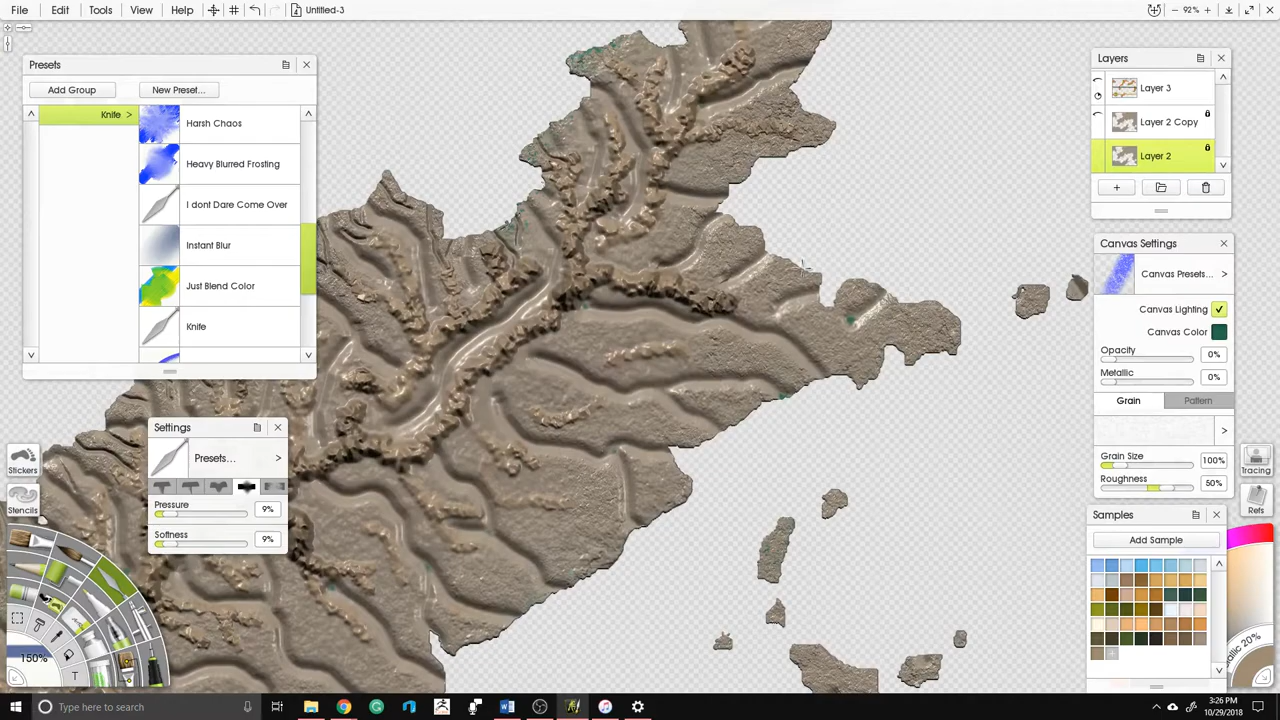 File Edit Tools View Help Untitled-3 92%
Presets
Add Group New Preset...
Knife >
Harsh Chaos
Heavy Blurred Frosting
I dont Dare Come Over
Instant Blur
Just Blend Color
Knife
Settings
Presets... >
Pressure
9%
Softness
9%
Stickers
Stencils
150%
T
Layers
Layer 3
Layer 2 Copy
Layer 2
Canvas Settings
Canvas Presets... >
Canvas Lighting
Canvas Color
Opacity
0%
Metallic
0%
Grain Pattern
>
Grain Size
100%
Roughness
50%
Tracing
Refs
Samples
Add Sample
Metallic 20%
Type here to search
3:26 PM
10/29/2018